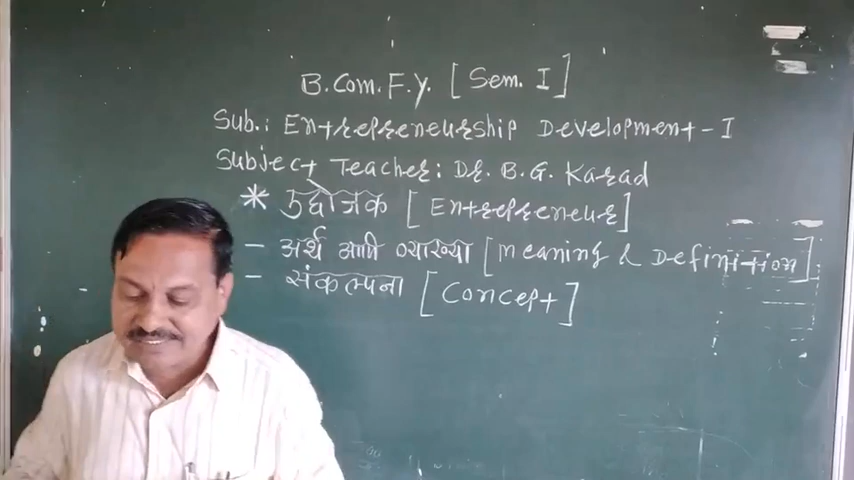 B.Com.F.Y. [Sem. I]
Sub.: Entrepreneurship Development-I
Subject Teacher: Dr. B.G. Karad
* उद्योजक [Entrepreneur]
- अर्थ आणि व्याख्या [Meaning & Definition]
- संकल्पना [Concept]